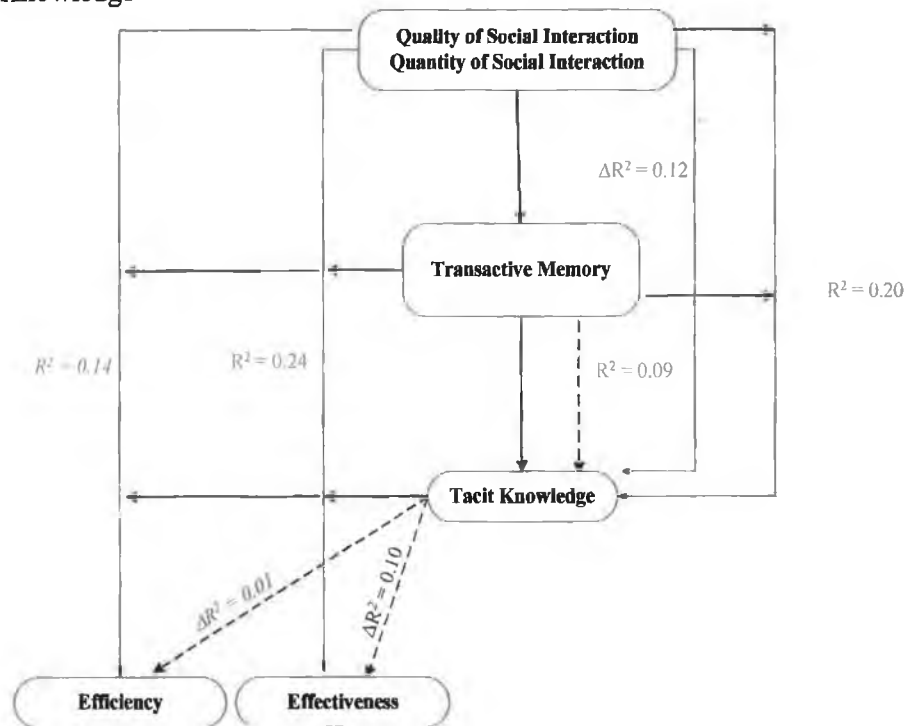 Quality of Social Interaction
Quantity of Social Interaction
ΔR² = 0.12
Transactive Memory
R² = 0.20
R² = 0.14
R² = 0.24
R² = 0.09
Tacit Knowledge
ΔR² = 0.01
ΔR² = 0.10
Efficiency
Effectiveness